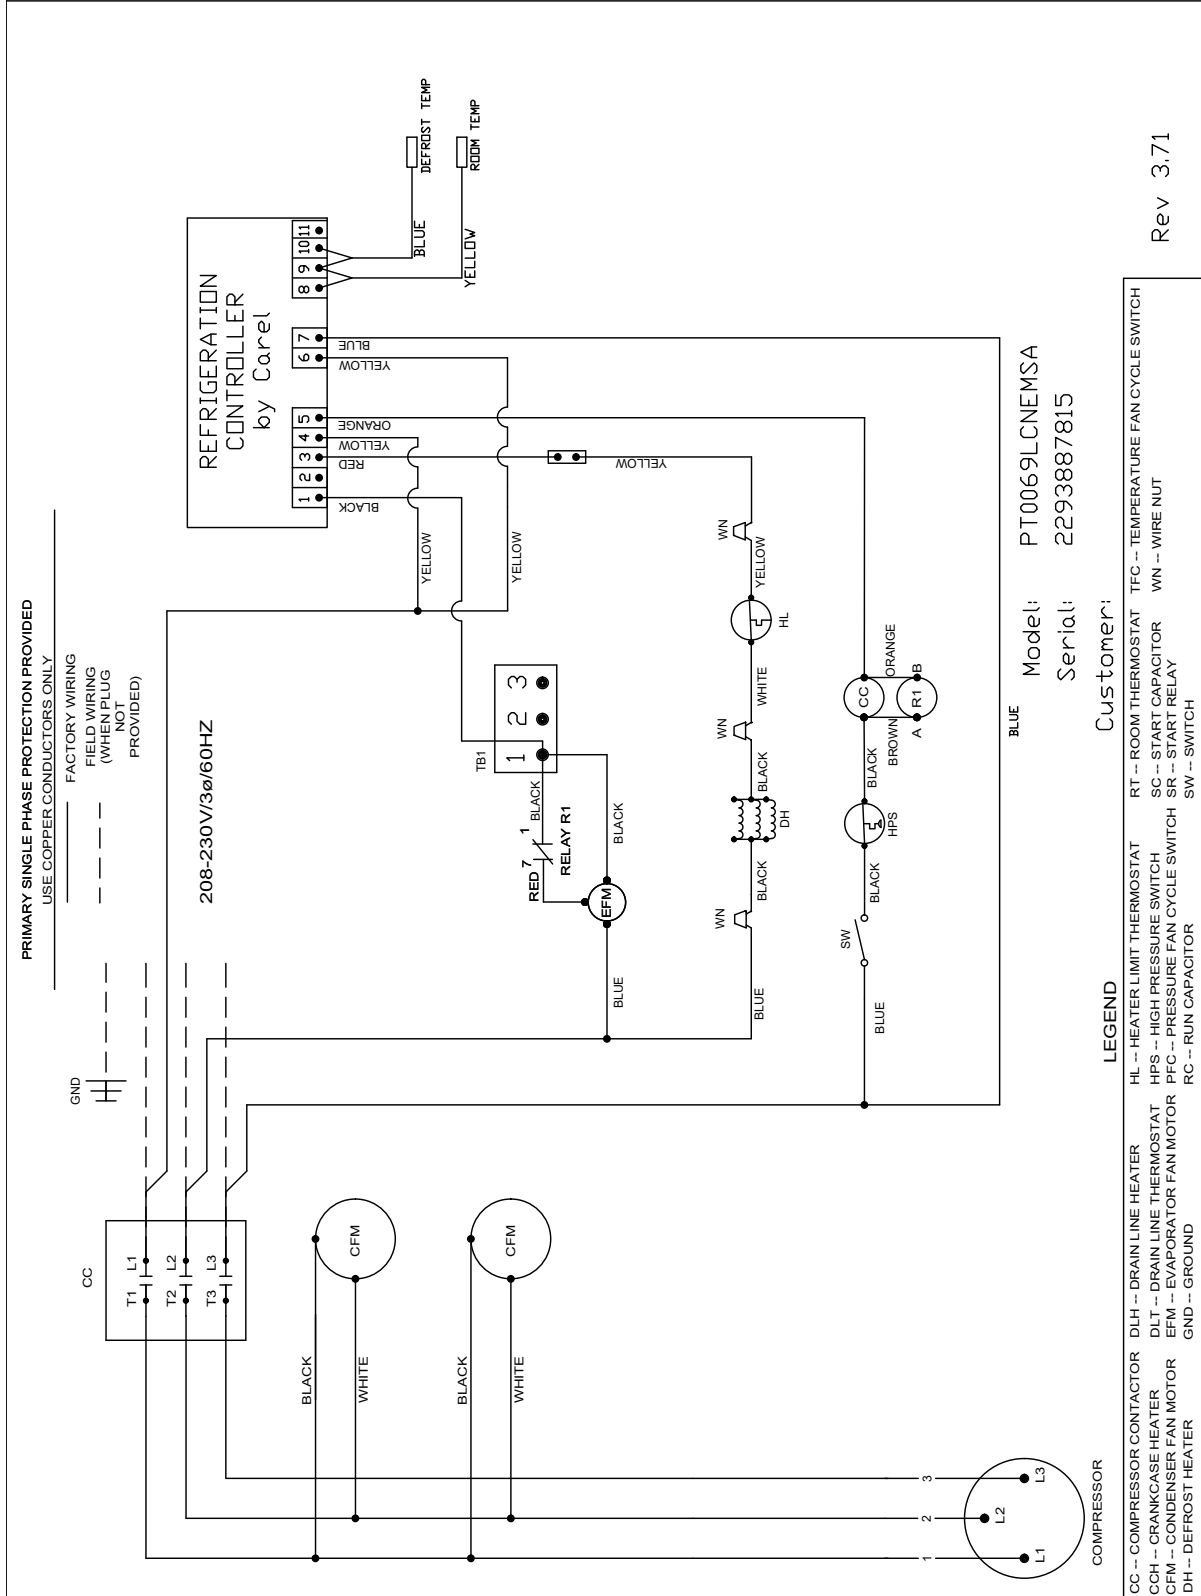 PRIMARY SINGLE PHASE PROTECTION PROVIDED
USE COPPER CONDUCTORS ONLY
FACTORY WIRING
FIELD WIRING
(WHEN PLUG
NOT
PROVIDED)
208-230V/3ø/60HZ
GND
CC
T1 L1
T2 L2
T3 L3
BLACK
WHITE
CFM
BLACK
WHITE
CFM
1
2
3
L1
L2
L3
COMPRESSOR
REFRIGERATION
CONTROLLER
by Carel
1 2 3 4 5 6 7 8 9 10 11
BLACK
RED
YELLOW
ORANGE
YELLOW
BLUE
BLUE
DEFROST TEMP
YELLOW
ROOM TEMP
YELLOW
YELLOW
TB1
1 2 3
BLACK
RED 7 1
RELAY R1
BLACK
EFM
BLUE
YELLOW
BLUE
WN
BLACK
DH
BLACK
WN
WHITE
HL
YELLOW
WN
BLUE
SW
BLACK
HPS
BLACK
BROWN
CC
ORANGE
A R1 B
BLUE
Model: PT0069LCNEMSA
Serial: 2293887815
Customer:
Rev 3.71
LEGEND
CC -- COMPRESSOR CONTACTOR DLH -- DRAIN LINE HEATER HL -- HEATER LIMIT THERMOSTAT RT -- ROOM THERMOSTAT TFC -- TEMPERATURE FAN CYCLE SWITCH
CCH -- CRANKCASE HEATER DLT -- DRAIN LINE THERMOSTAT HPS -- HIGH PRESSURE SWITCH SC -- START CAPACITOR WN -- WIRE NUT
CFM -- CONDENSER FAN MOTOR EFM -- EVAPORATOR FAN MOTOR PFC -- PRESSURE FAN CYCLE SWITCH SR -- START RELAY
DH -- DEFROST HEATER GND -- GROUND RC -- RUN CAPACITOR SW -- SWITCH